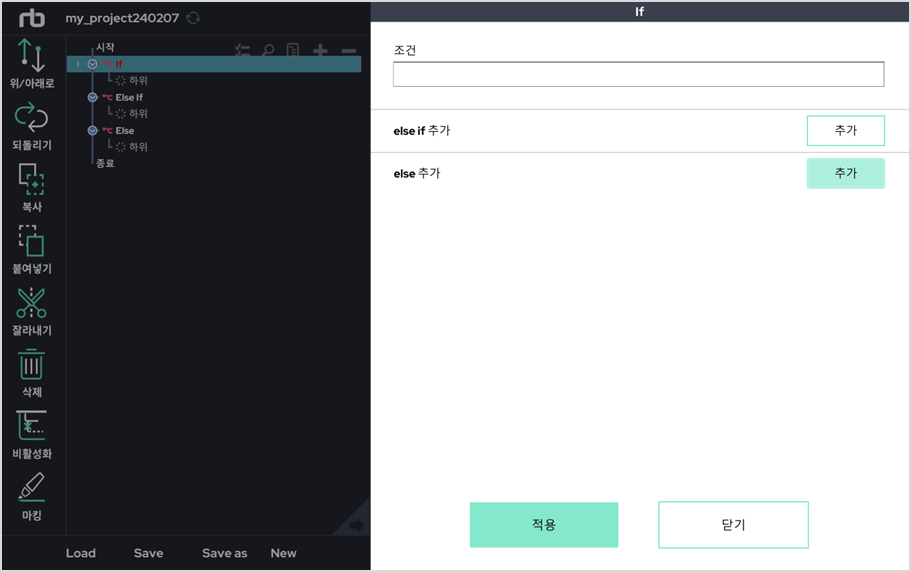 rb
my_project240207
If
위/아래로
되돌리기
복사
붙여넣기
잘라내기
삭제
비활성화
마킹
시작
1 If
하위
Else If
하위
Else
하위
종료
조건
else if 추가
추가
else 추가
추가
적용
닫기
Load
Save
Save as
New